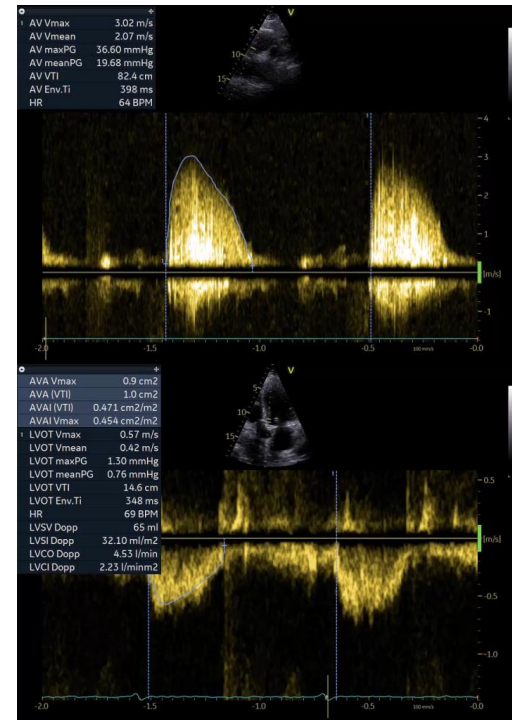 V
1 AV Vmax 3.02 m/s
AV Vmean 2.07 m/s
AV maxPG 36.60 mmHg
AV meanPG 19.68 mmHg
AV VTI 82.4 cm
AV Env.Ti 398 ms
HR 64 BPM
5
10
15
1
4
3
2
1
[m/s]
-1
-2.0 -1.5 -1.0 -0.5 100 mm/s -0.0
V
AVA Vmax 0.9 cm2
AVA (VTI) 1.0 cm2
AVAI (VTI) 0.471 cm2/m2
AVAI Vmax 0.454 cm2/m2
1 LVOT Vmax 0.57 m/s
LVOT Vmean 0.42 m/s
LVOT maxPG 1.30 mmHg
LVOT meanPG 0.76 mmHg
LVOT VTI 14.6 cm
LVOT Env.Ti 348 ms
HR 69 BPM
LVSV Dopp 65 ml
LVSI Dopp 32.10 ml/m2
LVCO Dopp 4.53 l/min
LVCI Dopp 2.23 l/minm2
5
10
15
0.5
[m/s]
-0.5
-1.0
-2.0 -1.5 -1.0 -0.5 100 mm/s -0.0